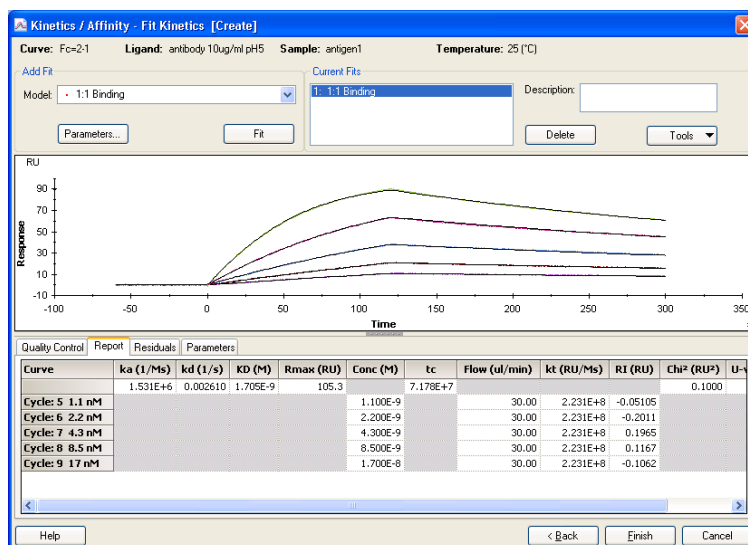 Kinetics / Affinity - Fit Kinetics [Create]
Curve: Fc=2-1 Ligand: antibody 10ug/ml pH5 Sample: antigen1 Temperature: 25 (°C)
Add Fit
Current Fits
Model: 1:1 Binding
1: 1:1 Binding
Description:
Parameters... Fit Delete Tools
RU
90
70
50
30
10
-10
Response
-100 -50 0 50 100 150 200 250 300 350
Time s
Quality Control Report Residuals Parameters
Curve ka (1/Ms) kd (1/s) KD (M) Rmax (RU) Conc (M) tc Flow (ul/min) kt (RU/Ms) RI (RU) Chi² (RU²)
1.531E+6 0.002610 1.705E-9 105.3 7.178E+7 0.1000
Cycle: 5 1.1 nM 1.100E-9 30.00 2.231E+8 -0.05105
Cycle: 6 2.2 nM 2.200E-9 30.00 2.231E+8 -0.2011
Cycle: 7 4.3 nM 4.300E-9 30.00 2.231E+8 0.1965
Cycle: 8 8.5 nM 8.500E-9 30.00 2.231E+8 0.1167
Cycle: 9 17 nM 1.700E-8 30.00 2.231E+8 -0.1062
Help < Back Finish Cancel